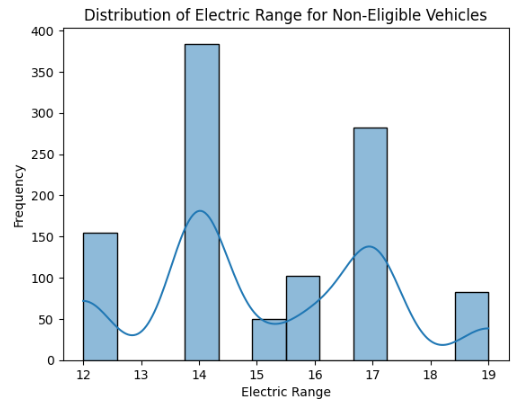 Distribution of Electric Range for Non-Eligible Vehicles
400
350
300
250
200
150
100
50
0
Frequency
12 13 14 15 16 17 18 19
Electric Range